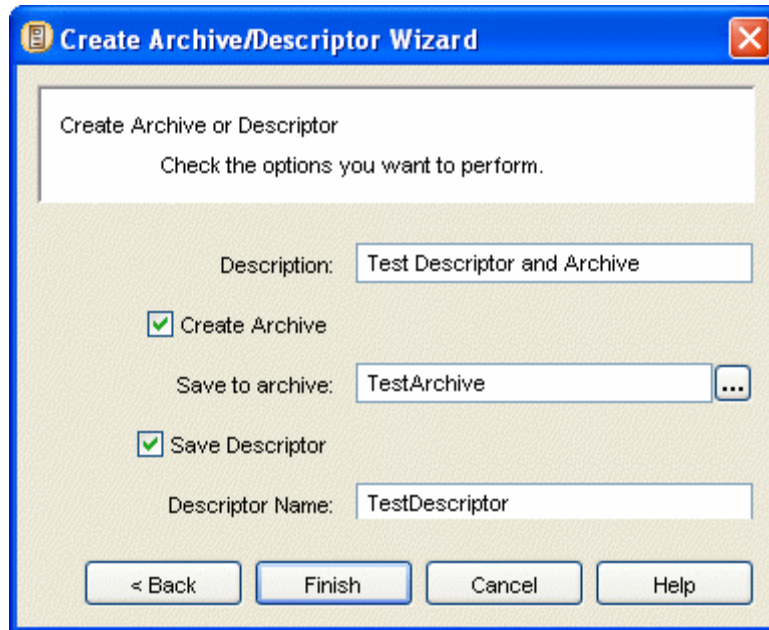 Create Archive/Descriptor Wizard
Create Archive or Descriptor
Check the options you want to perform.
Description: Test Descriptor and Archive
Create Archive
Save to archive: TestArchive ...
Save Descriptor
Descriptor Name: TestDescriptor
< Back Finish Cancel Help